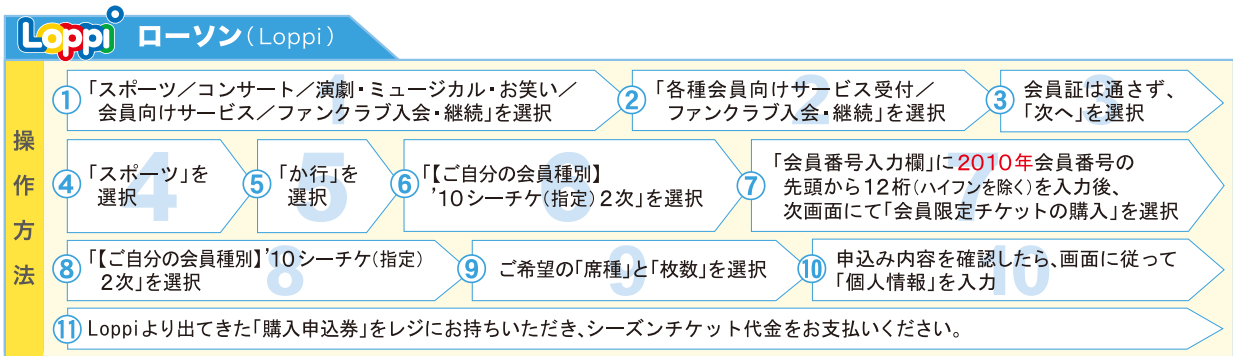 Loppi ローソン(Loppi)
操作方法
① 「スポーツ/コンサート/演劇・ミュージカル・お笑い/
会員向けサービス/ファンクラブ入会・継続」を選択
② 「各種会員向けサービス受付/
ファンクラブ入会・継続」を選択
③ 会員証は通さず、
「次へ」を選択
④ 「スポーツ」を
選択
⑤ 「か行」を
選択
⑥ 「【ご自分の会員種別】
'10シーチケ(指定)2次」を選択
⑦ 「会員番号入力欄」に2010年会員番号の
先頭から12桁(ハイフンを除く)を入力後、
次画面にて「会員限定チケットの購入」を選択
⑧ 「【ご自分の会員種別】'10シーチケ(指定)
2次」を選択
⑨ ご希望の「席種」と「枚数」を選択
⑩ 申込み内容を確認したら、画面に従って
「個人情報」を入力
⑪ Loppiより出てきた「購入申込券」をレジにお持ちいただき、シーズンチケット代金をお支払いください。